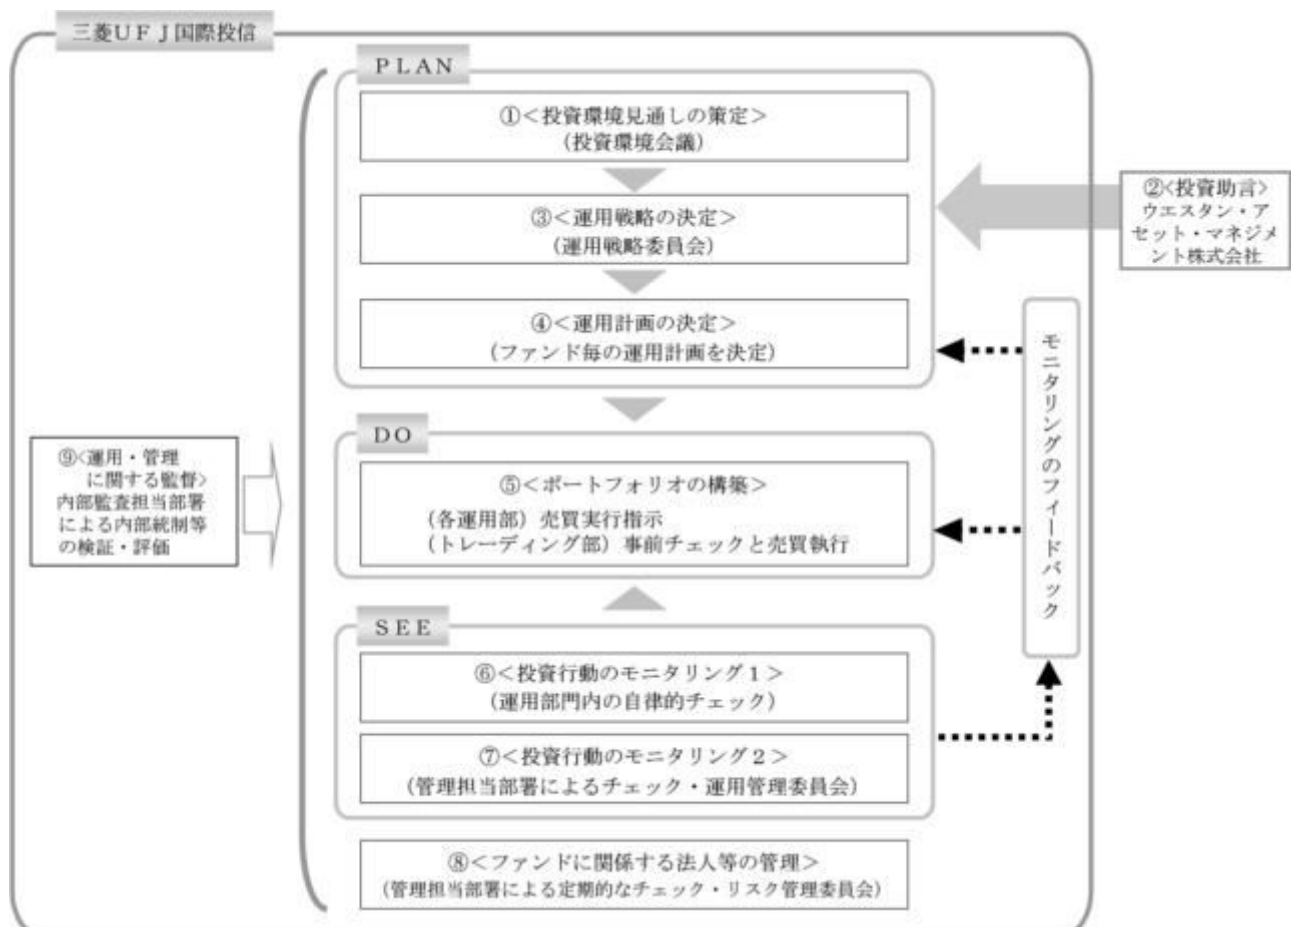 三菱ＵＦＪ国際投信
ＰＬＡＮ
①＜投資環境見通しの策定＞
（投資環境会議）
②＜投資助言＞
ウエスタン・ア
セット・マネジメ
ント株式会社
③＜運用戦略の決定＞
（運用戦略委員会）
④＜運用計画の決定＞
（ファンド毎の運用計画を決定）
モニタリングのフィードバック
ＤＯ
⑤＜ポートフォリオの構築＞
（各運用部）売買実行指示
（トレーディング部）事前チェックと売買執行
⑨＜運用・管理
に関する監督＞
内部監査担当部署
による内部統制等
の検証・評価
ＳＥＥ
⑥＜投資行動のモニタリング１＞
（運用部門内の自律的チェック）
⑦＜投資行動のモニタリング２＞
（管理担当部署によるチェック・運用管理委員会）
⑧＜ファンドに関係する法人等の管理＞
（管理担当部署による定期的なチェック・リスク管理委員会）